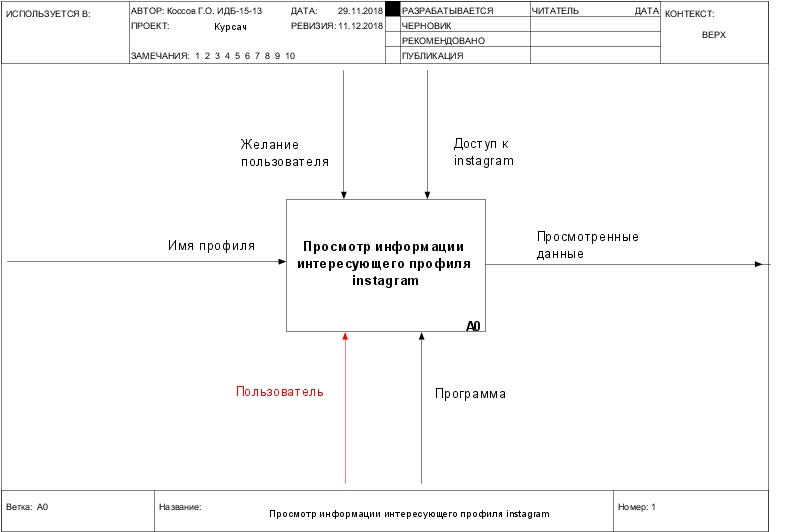 ИСПОЛЬЗУЕТСЯ В:
АВТОР: Коссов Г.О. ИДБ-15-13
ДАТА: 29.11.2018
ПРОЕКТ: Курсач
РЕВИЗИЯ: 11.12.2018
ЗАМЕЧАНИЯ: 1 2 3 4 5 6 7 8 9 10
РАЗРАБАТЫВАЕТСЯ
ЧЕРНОВИК
РЕКОМЕНДОВАНО
ПУБЛИКАЦИЯ
ЧИТАТЕЛЬ ДАТА
КОНТЕКСТ:
ВЕРХ
Желание
пользователя
Доступ к
instagram
Имя профиля
Просмотр информации
интересующего профиля
instagram
A0
Просмотренные
данные
Пользователь
Программа
Ветка: A0
Название:
Просмотр информации интересующего профиля instagram
Номер: 1